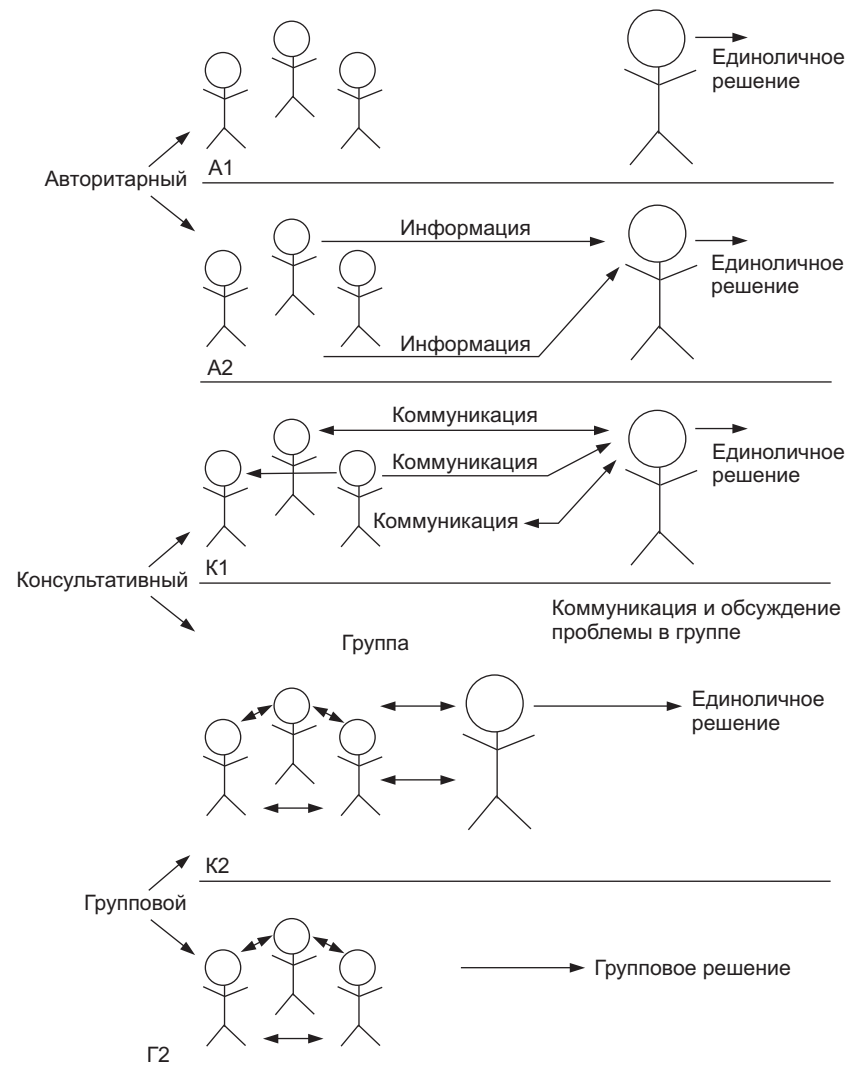 Единоличное
решение
А1
Авторитарный
Информация
Единоличное
решение
Информация
А2
Коммуникация
Единоличное
решение
Коммуникация
Коммуникация
К1
Консультативный
Коммуникация и обсуждение
проблемы в группе
Группа
Единоличное
решение
К2
Групповой
Групповое решение
Г2